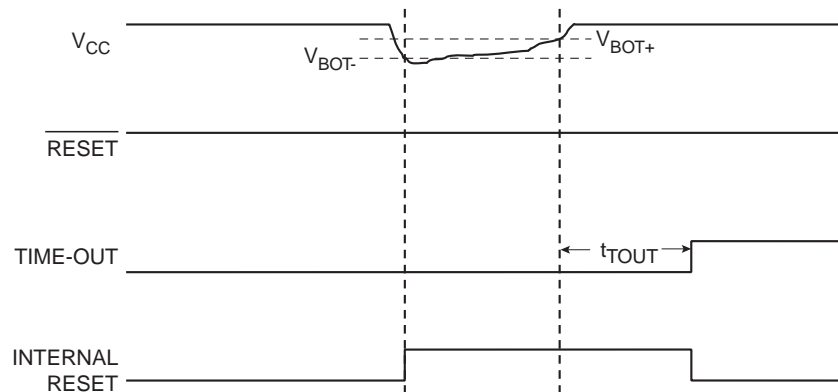 VCC
VBOT-
VBOT+
RESET
TIME-OUT
tTOUT
INTERNAL
RESET